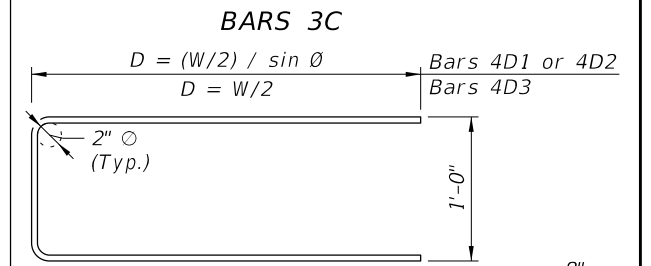 BARS 3C
D = (W/2) / sin Ø
Bars 4D1 or 4D2
D = W/2
Bars 4D3
2" ∅
(Typ.)
1'-0"